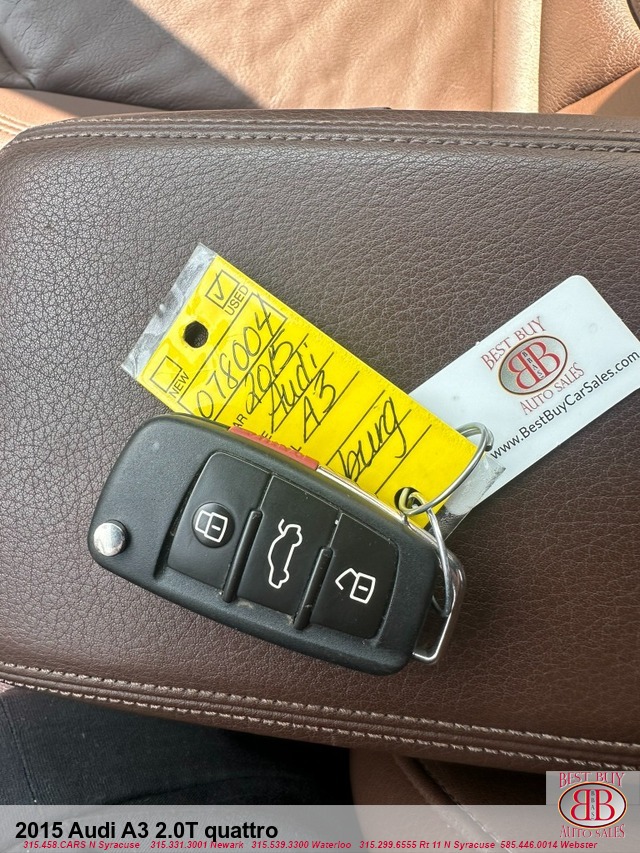 USED
NEW
078004
2015
Audi
A3
burg
BEST BUY
BB
AUTO SALES
www.BestBuyCarSales.com
BEST BUY
BB
AUTO SALES
2015 Audi A3 2.0T quattro
315.458.CARS N Syracuse 315.331.3001 Newark 315.539.3300 Waterloo 315.299.6555 Rt 11 N Syracuse 585.446.0014 Webster